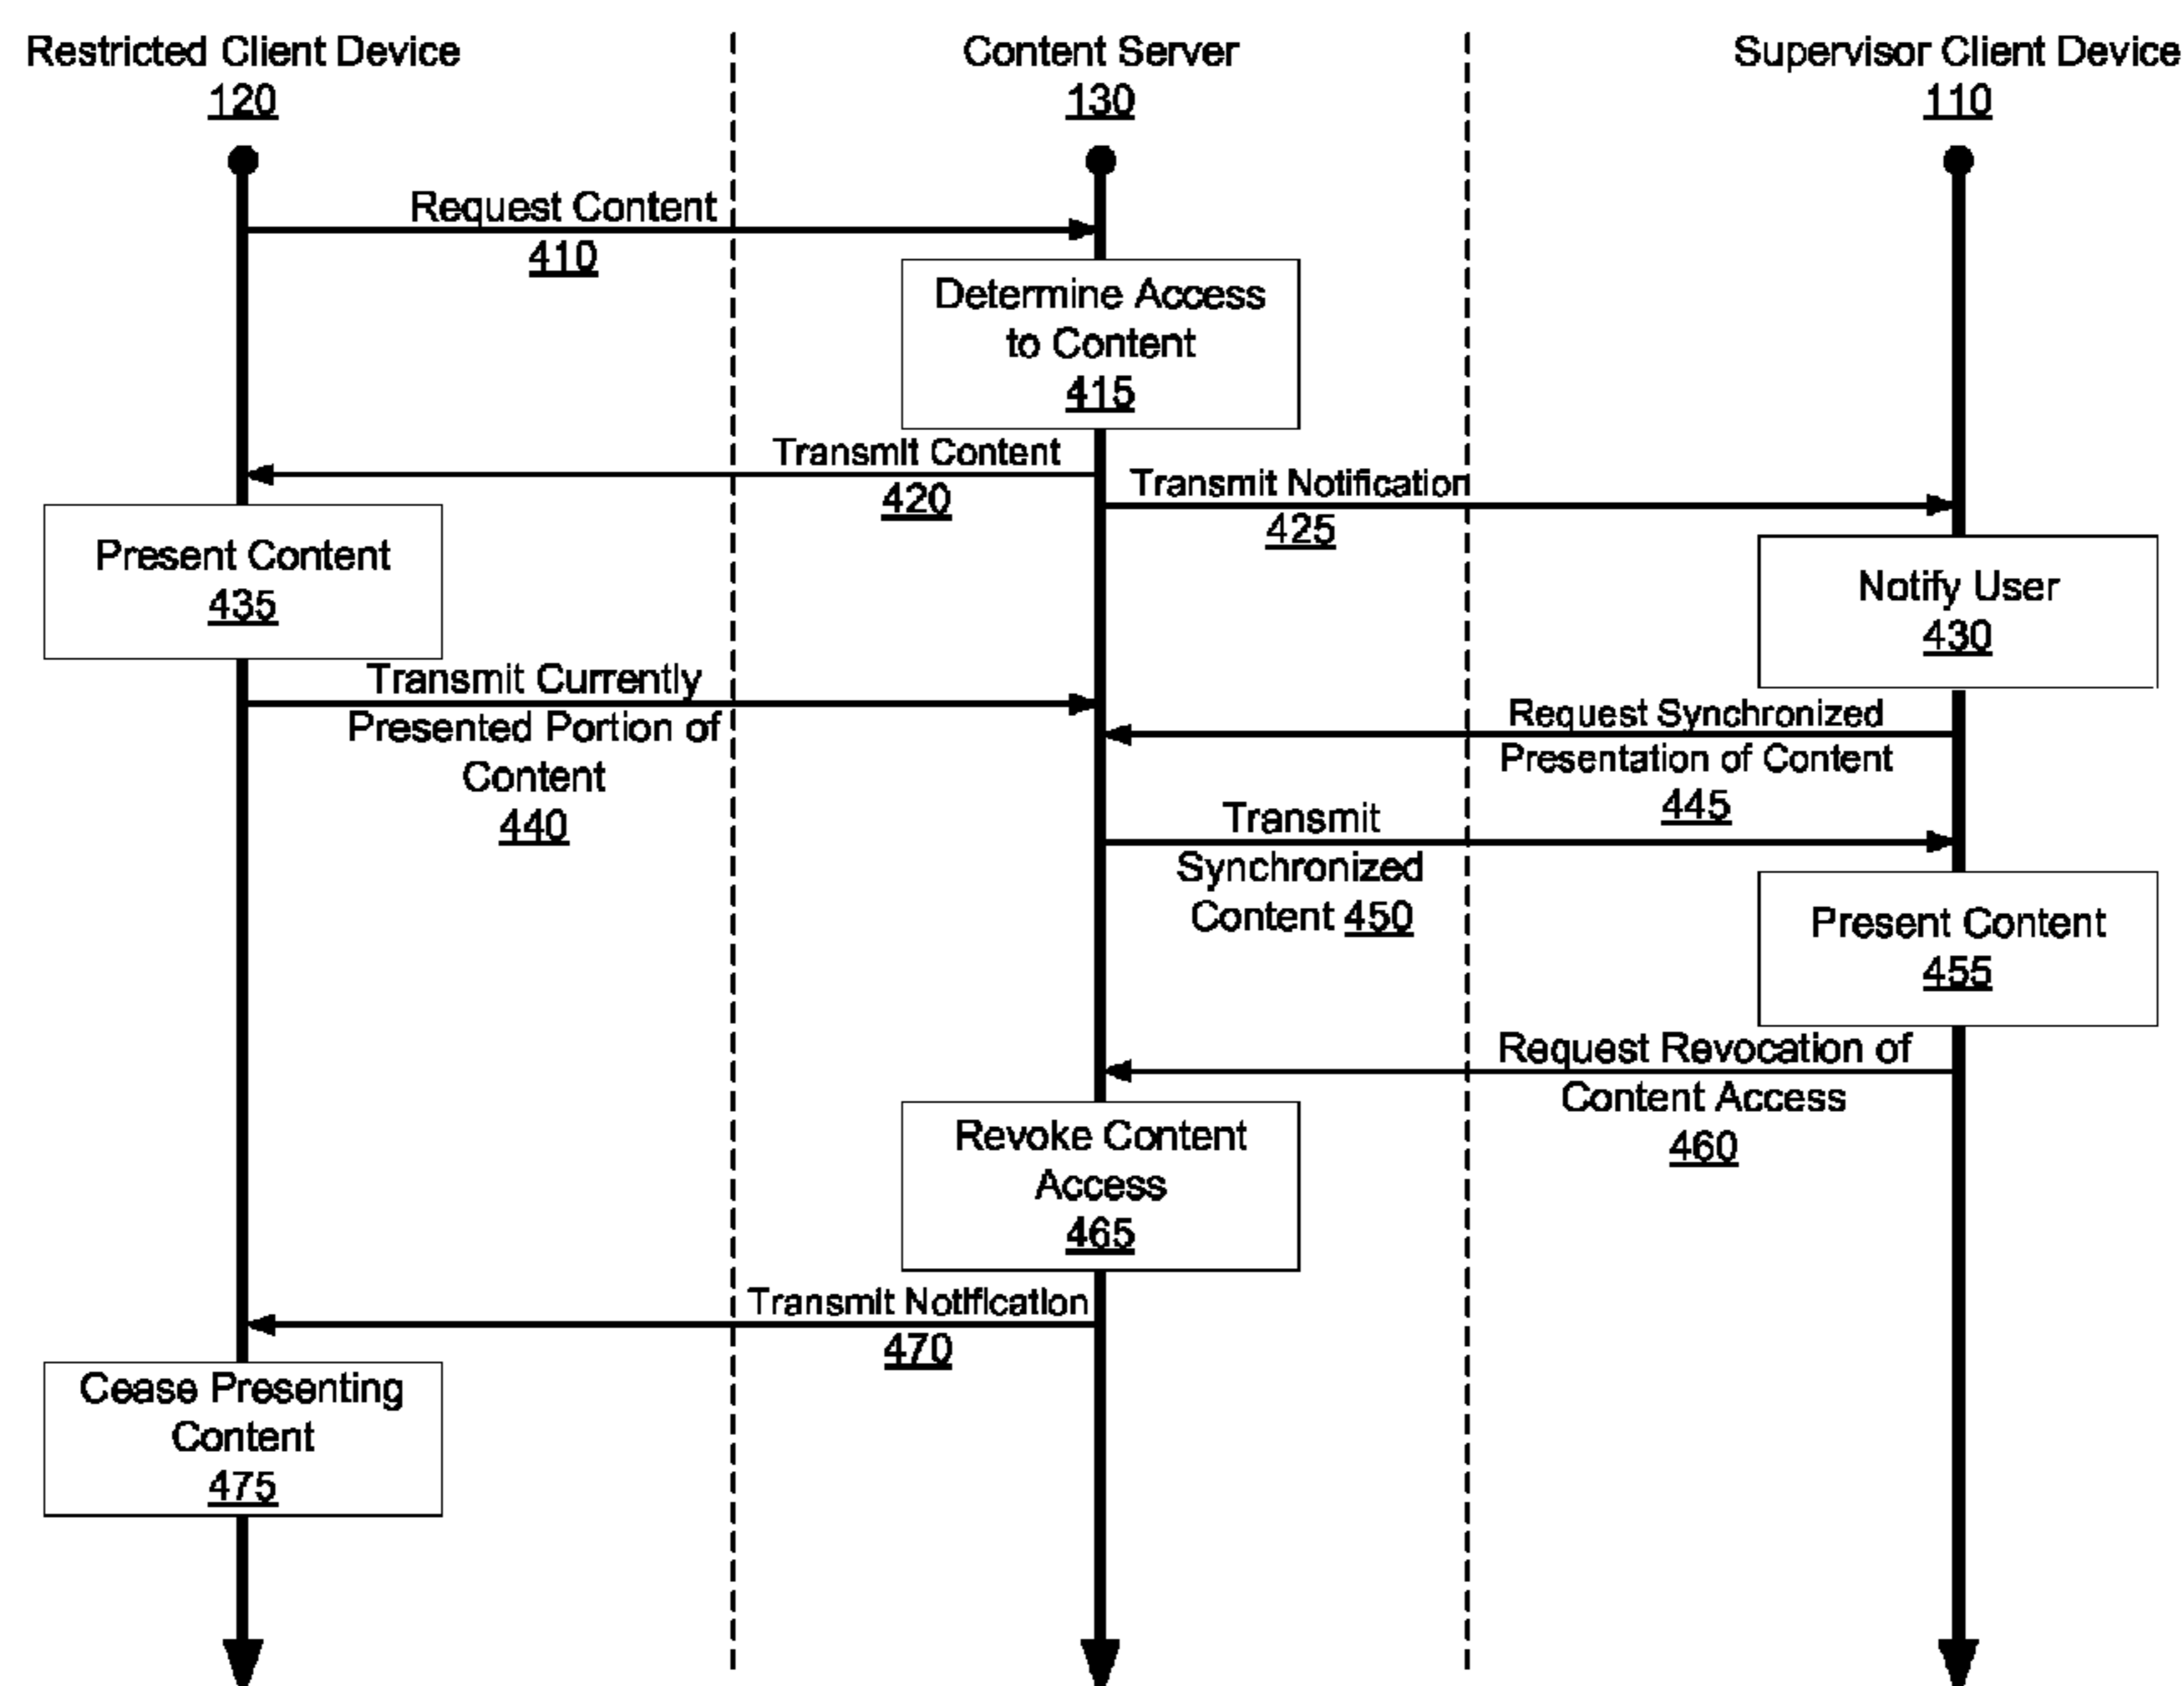 Restricted Client Device
120
Content Server
130
Supervisor Client Device
110
Request Content
410
Determine Access
to Content
415
Transmit Content
420
Transmit Notification
425
Present Content
435
Notify User
430
Transmit Currently
Presented Portion of
Content
440
Request Synchronized
Presentation of Content
445
Transmit
Synchronized
Content 450
Present Content
455
Request Revocation of
Content Access
460
Revoke Content
Access
465
Transmit Notification
470
Cease Presenting
Content
475